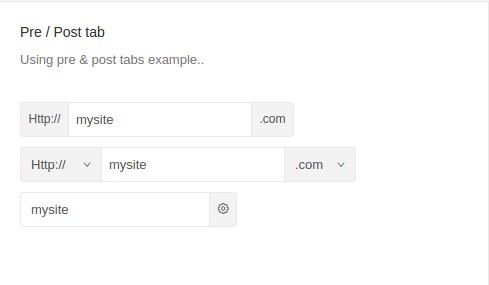 Pre / Post tab
Using pre & post tabs example..
Http:// mysite .com
Http:// mysite .com
mysite